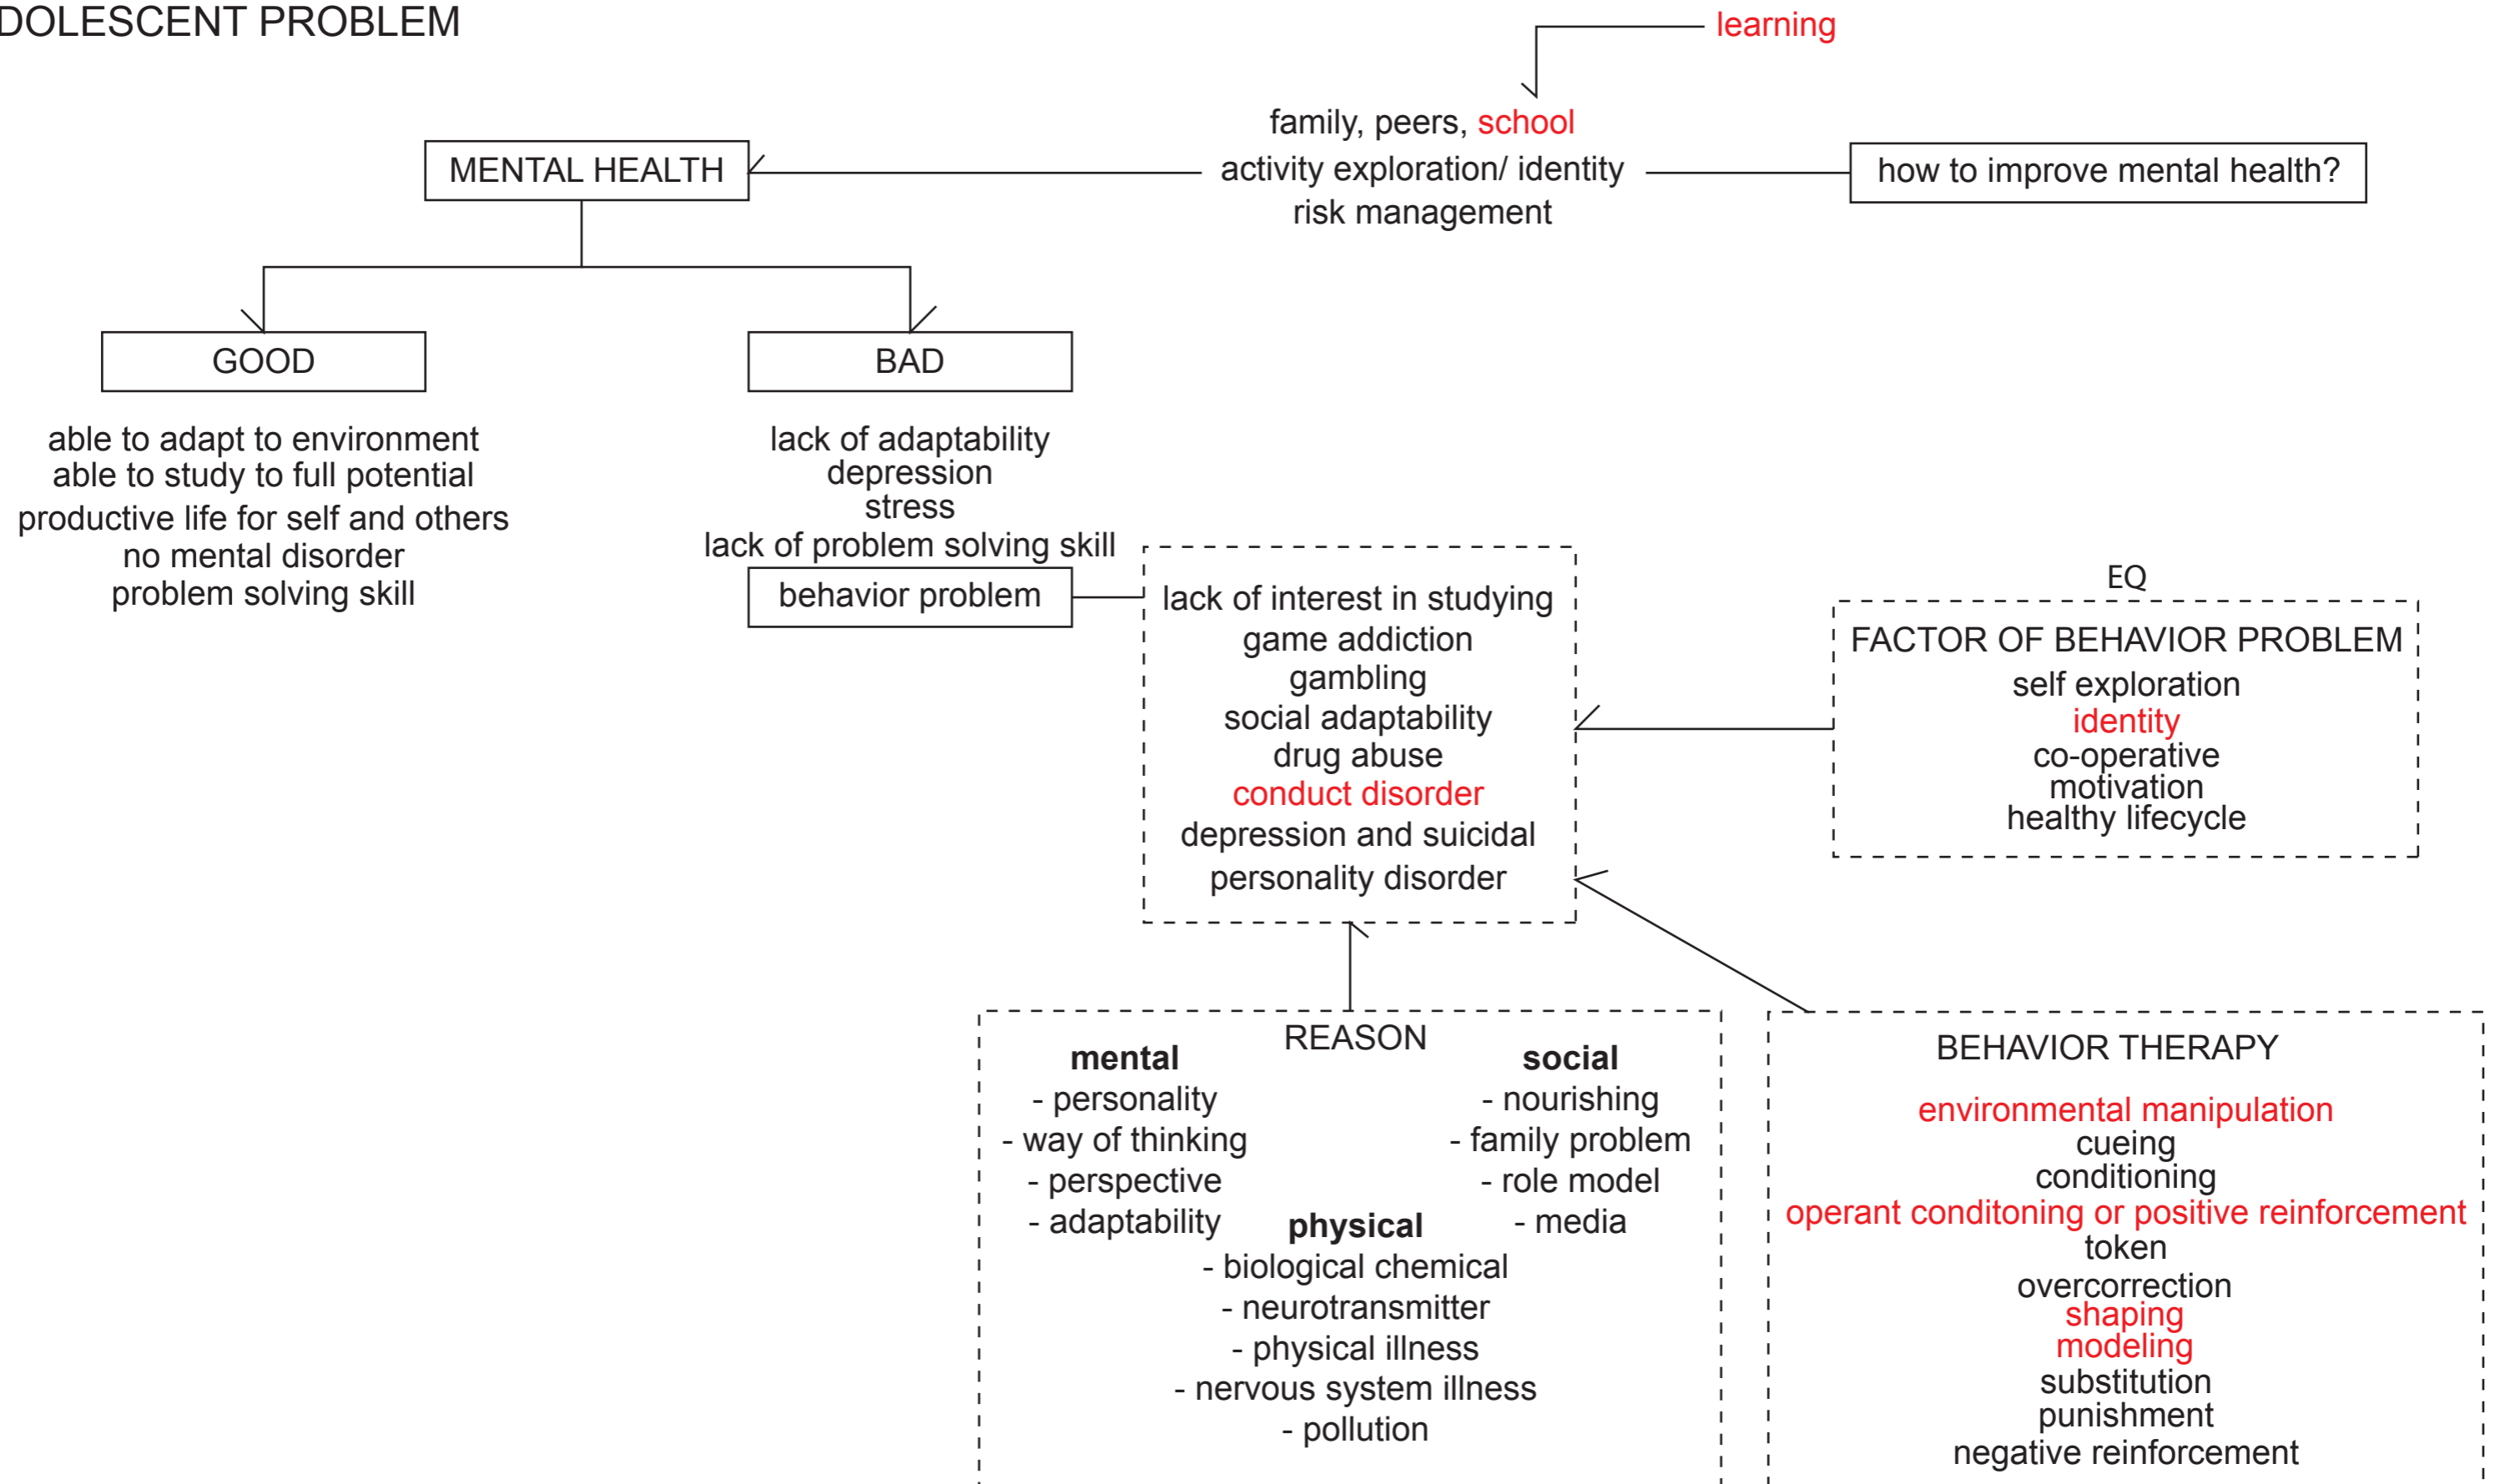 DOLESCENT PROBLEM
learning
family, peers, school
activity exploration/ identity
risk management
MENTAL HEALTH
how to improve mental health?
GOOD
able to adapt to environment
able to study to full potential
productive life for self and others
no mental disorder
problem solving skill
BAD
lack of adaptability
depression
stress
lack of problem solving skill
behavior problem
lack of interest in studying
game addiction
gambling
social adaptability
drug abuse
conduct disorder
depression and suicidal
personality disorder
EQ
FACTOR OF BEHAVIOR PROBLEM
self exploration
identity
co-operative
motivation
healthy lifecycle
REASON
mental
- personality
- way of thinking
- perspective
- adaptability
social
- nourishing
- family problem
- role model
- media
physical
- biological chemical
- neurotransmitter
- physical illness
- nervous system illness
- pollution
BEHAVIOR THERAPY
environmental manipulation
cueing
conditioning
operant conditoning or positive reinforcement
token
overcorrection
shaping
modeling
substitution
punishment
negative reinforcement